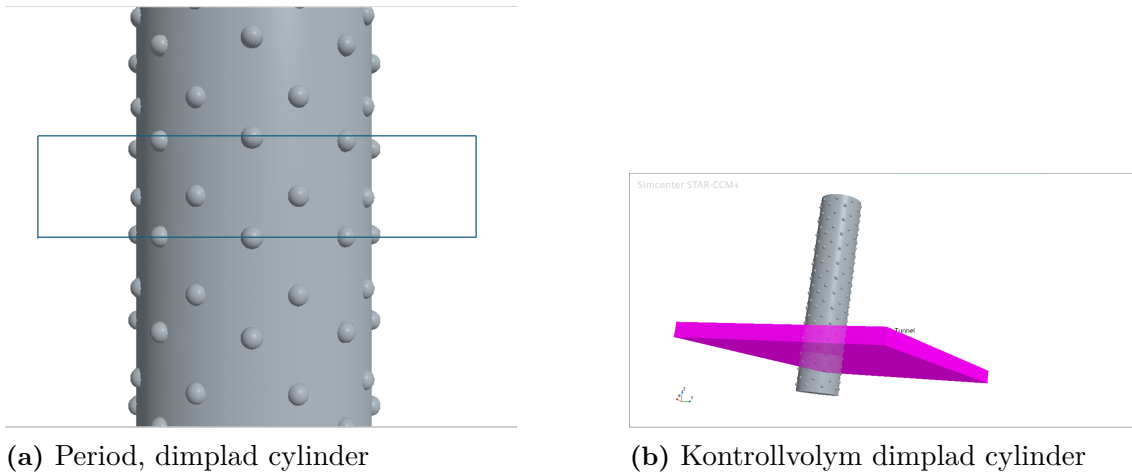 Simcenter STAR-CCM+
Tunnel
(a) Period, dimplad cylinder
(b) Kontrollvolym dimplad cylinder